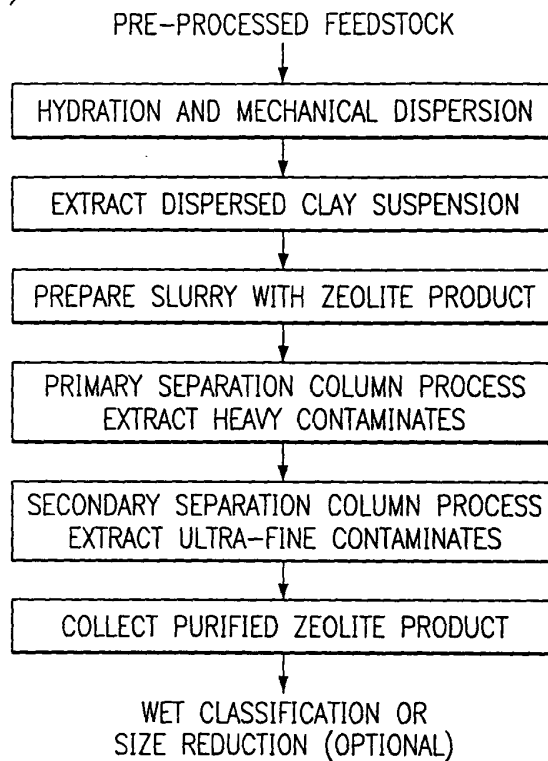 PRE-PROCESSED FEEDSTOCK
HYDRATION AND MECHANICAL DISPERSION
EXTRACT DISPERSED CLAY SUSPENSION
PREPARE SLURRY WITH ZEOLITE PRODUCT
PRIMARY SEPARATION COLUMN PROCESS
EXTRACT HEAVY CONTAMINATES
SECONDARY SEPARATION COLUMN PROCESS
EXTRACT ULTRA-FINE CONTAMINATES
COLLECT PURIFIED ZEOLITE PRODUCT
WET CLASSIFICATION OR
SIZE REDUCTION (OPTIONAL)